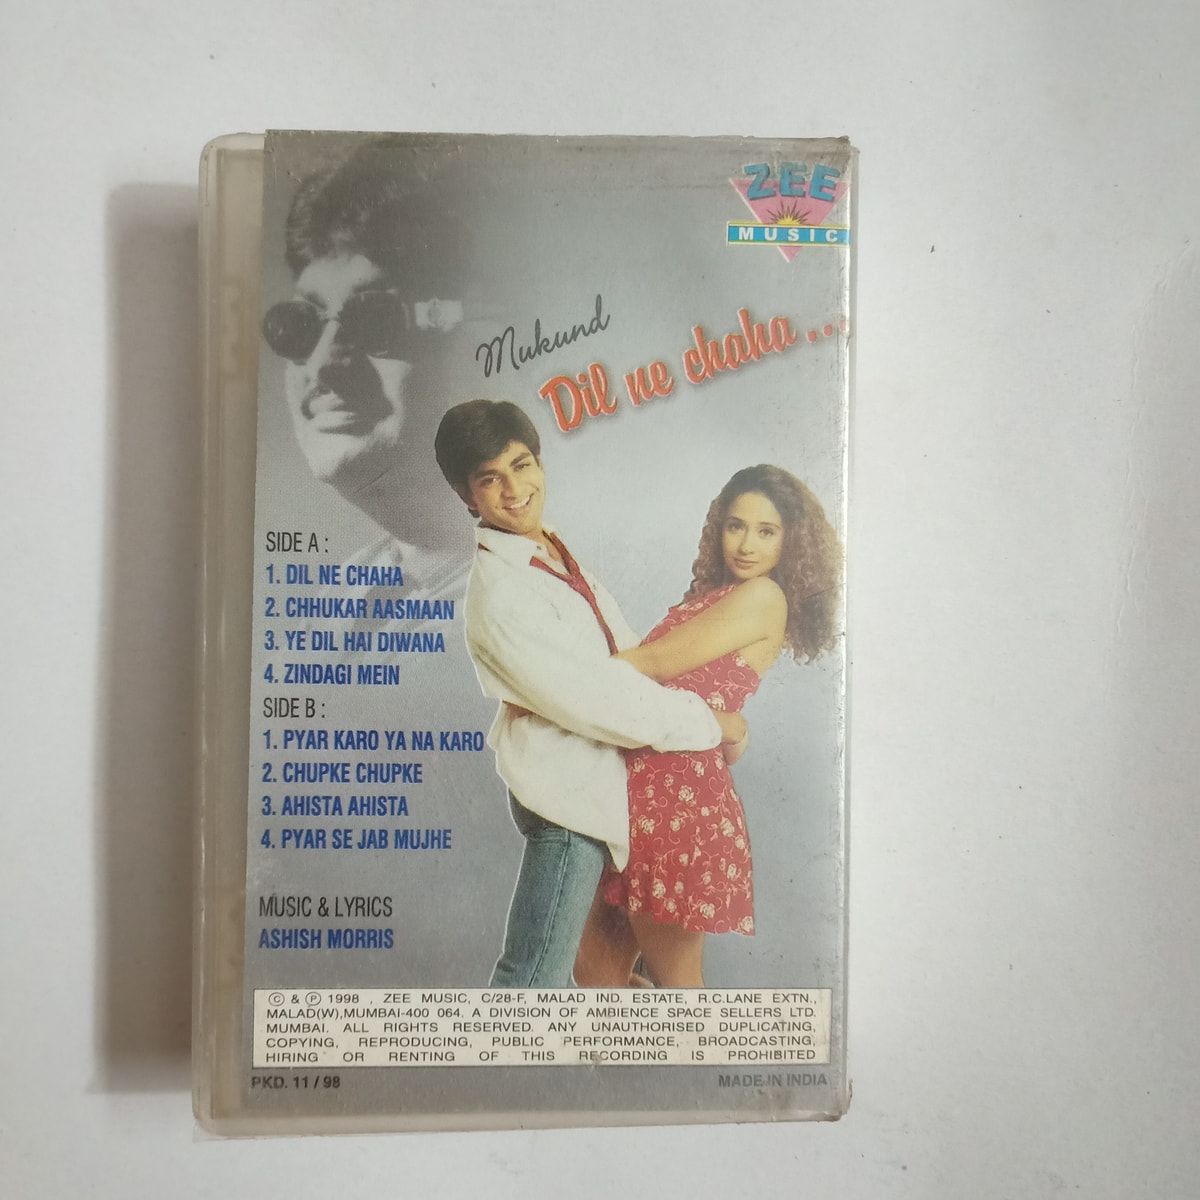 ZEE
MUSIC
Mukund
Dil ne chaha...
SIDE A :
1. DIL NE CHAHA
2. CHHUKAR AASMAAN
3. YE DIL HAI DIWANA
4. ZINDAGI MEIN
SIDE B :
1. PYAR KARO YA NA KARO
2. CHUPKE CHUPKE
3. AHISTA AHISTA
4. PYAR SE JAB MUJHE
MUSIC & LYRICS
ASHISH MORRIS
© & ℗ 1998 , ZEE MUSIC, C/28-F, MALAD IND. ESTATE, R.C.LANE EXTN.,
MALAD(W),MUMBAI-400 064. A DIVISION OF AMBIENCE SPACE SELLERS LTD.
MUMBAI. ALL RIGHTS RESERVED. ANY UNAUTHORISED DUPLICATING,
COPYING, REPRODUCING, PUBLIC PERFORMANCE, BROADCASTING,
HIRING OR RENTING OF THIS RECORDING IS PROHIBITED
PKD. 11 / 98
MADE IN INDIA